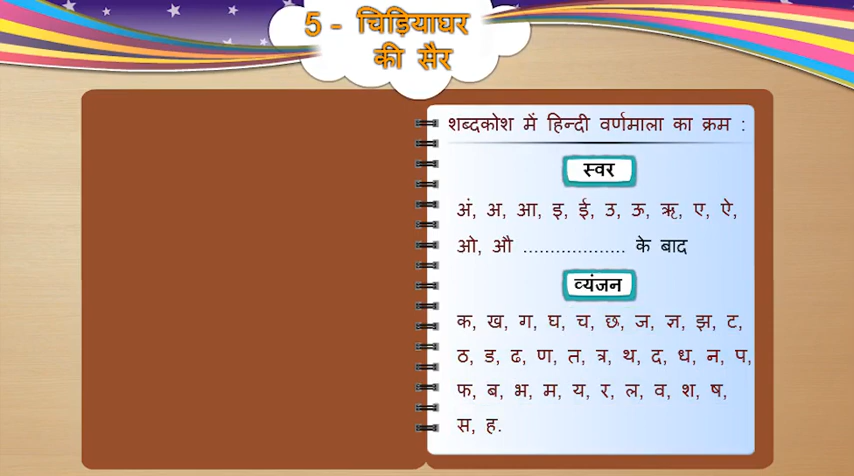 5 - चिड़ियाघर
की सैर
शब्दकोश में हिन्दी वर्णमाला का क्रम :
स्वर
अं, अ, आ, इ, ई, उ, ऊ, ऋ, ए, ऐ,
ओ, औ ................... के बाद
व्यंजन
क, ख, ग, घ, च, छ, ज, ज्ञ, झ, ट,
ठ, ड, ढ, ण, त, त्र, थ, द, ध, न, प,
फ, ब, भ, म, य, र, ल, व, श, ष,
स, ह.